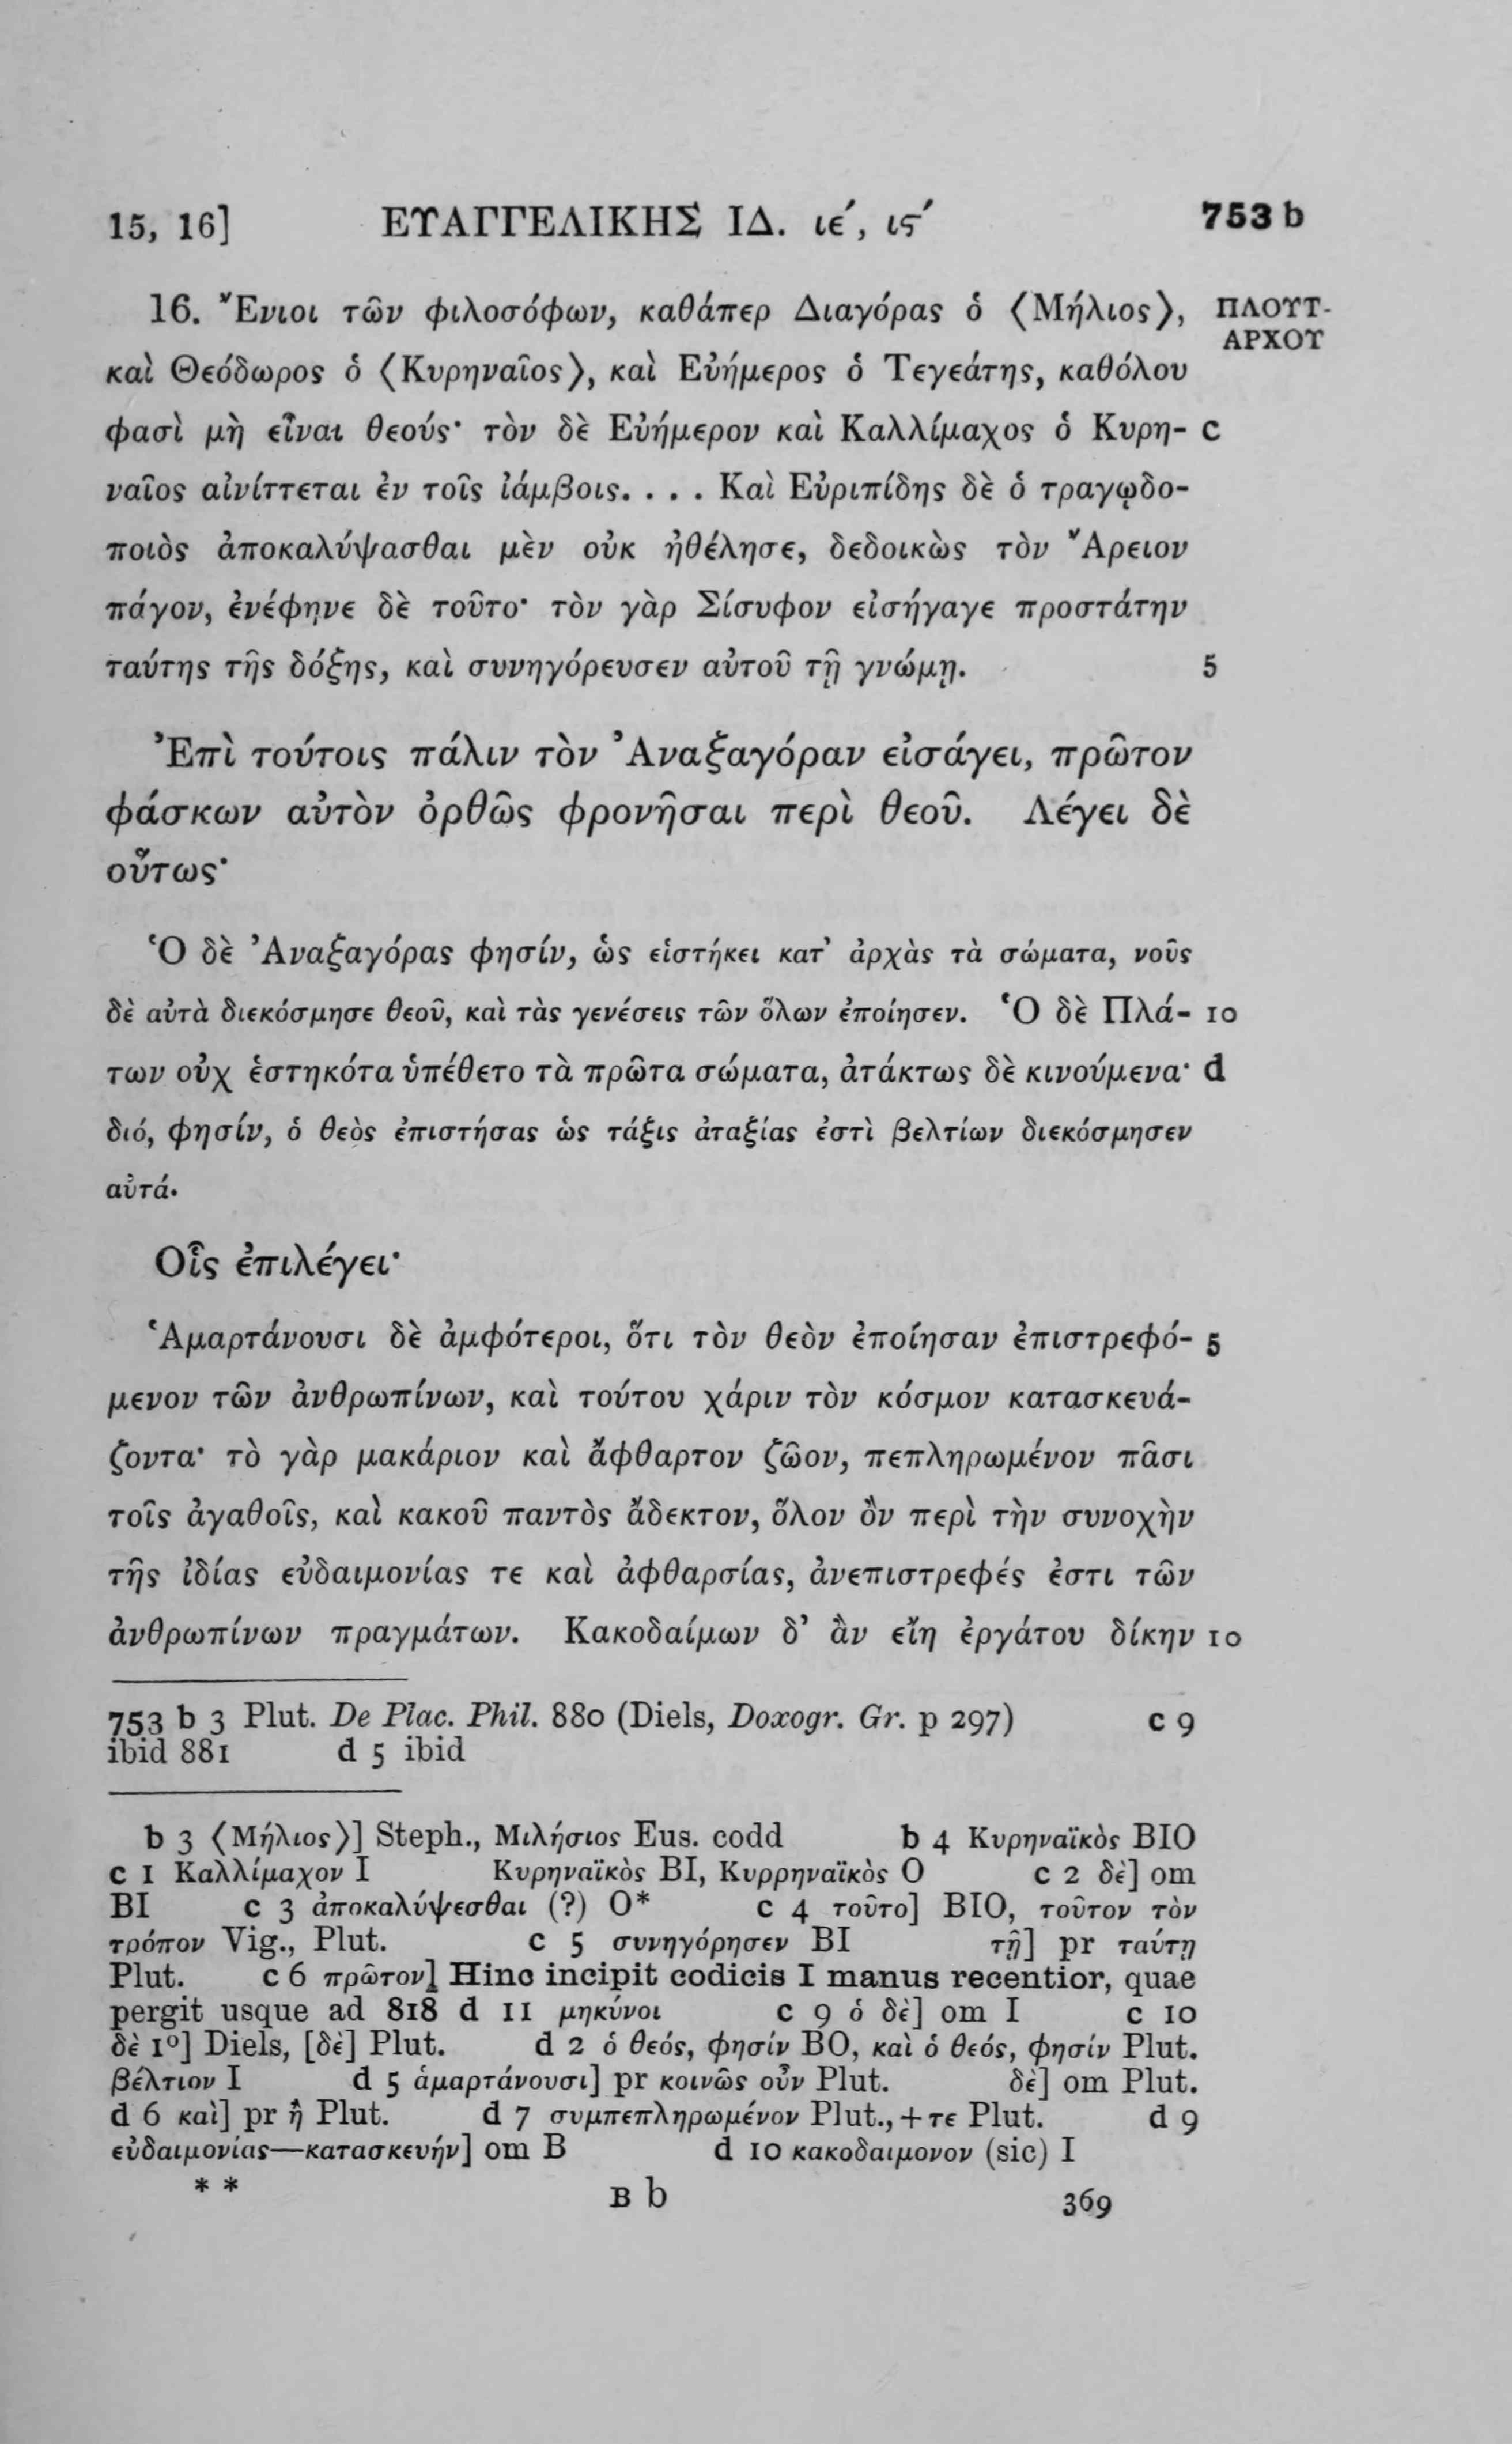 15, 16] ΕΥΑΓΓΕΛΙΚΗΣ ΙΔ. ιέ, ις΄ 753 b
16. Ἔνιοι τῶν φιλοσόφων, καθάπερ Διαγόρας ὁ ⟨Μήλιος⟩, ΠΛΟΥΤ-
ΑΡΧΟΥ
καὶ Θεόδωρος ὁ ⟨Κυρηναῖος⟩, καὶ Εὐήμερος ὁ Τεγεάτης, καθόλου
φασὶ μὴ εἶναι θεούς· τὸν δὲ Εὐήμερον καὶ Καλλίμαχος ὁ Κυρη- c
ναῖος αἰνίττεται ἐν τοῖς ἰάμβοις. . . . Καὶ Εὐριπίδης δὲ ὁ τραγῳδο-
ποιὸς ἀποκαλύψασθαι μὲν οὐκ ἠθέλησε, δεδοικὼς τὸν Ἄρειον
πάγον, ἐνέφηνε δὲ τοῦτο· τὸν γὰρ Σίσυφον εἰσήγαγε προστάτην
ταύτης τῆς δόξης, καὶ συνηγόρευσεν αὐτοῦ τῇ γνώμῃ. 5
Ἐπὶ τούτοις πάλιν τὸν Ἀναξαγόραν εἰσάγει, πρῶτον
φάσκων αὐτὸν ὀρθῶς φρονῆσαι περὶ θεοῦ. Λέγει δὲ
οὕτως·
Ὁ δὲ Ἀναξαγόρας φησίν, ὡς εἱστήκει κατ’ ἀρχὰς τὰ σώματα, νοῦς
δὲ αὐτὰ διεκόσμησε θεοῦ, καὶ τὰς γενέσεις τῶν ὅλων ἐποίησεν. Ὁ δὲ Πλά- 10
των οὐχ ἑστηκότα ὑπέθετο τὰ πρῶτα σώματα, ἀτάκτως δὲ κινούμενα· d
διό, φησίν, ὁ θεὸς ἐπιστήσας ὡς τάξις ἀταξίας ἐστὶ βελτίων διεκόσμησεν
αὐτά.
Οἷς ἐπιλέγει·
Ἁμαρτάνουσι δὲ ἀμφότεροι, ὅτι τὸν θεὸν ἐποίησαν ἐπιστρεφό- 5
μενον τῶν ἀνθρωπίνων, καὶ τούτου χάριν τὸν κόσμον κατασκευά-
ζοντα· τὸ γὰρ μακάριον καὶ ἄφθαρτον ζῶον, πεπληρωμένον πᾶσι
τοῖς ἀγαθοῖς, καὶ κακοῦ παντὸς ἄδεκτον, ὅλον ὂν περὶ τὴν συνοχὴν
τῆς ἰδίας εὐδαιμονίας τε καὶ ἀφθαρσίας, ἀνεπιστρεφές ἐστι τῶν
ἀνθρωπίνων πραγμάτων. Κακοδαίμων δ’ ἂν εἴη ἐργάτου δίκην 10
753 b 3 Plut. De Plac. Phil. 880 (Diels, Doxogr. Gr. p 297) c 9
ibid 881 d 5 ibid
b 3 ⟨Μήλιος⟩] Steph., Μιλήσιος Eus. codd b 4 Κυρηναϊκὸς BIO
c 1 Καλλίμαχον I Κυρηναϊκὸς BI, Κυρρηναϊκὸς O c 2 δὲ] om
BI c 3 ἀποκαλύψεσθαι (?) O* c 4 τοῦτο] BIO, τοῦτον τὸν
τρόπον Vig., Plut. c 5 συνηγόρησεν BI τῇ] pr ταύτῃ
Plut. c 6 πρῶτον] Hinc incipit codicis I manus recentior, quae
pergit usque ad 818 d 11 μηκύνοι c 9 ὁ δὲ] om I c 10
δὲ 1º] Diels, [δὲ] Plut. d 2 ὁ θεός, φησίν BO, καὶ ὁ θεός, φησίν Plut.
βέλτιον I d 5 ἁμαρτάνουσι] pr κοινῶς οὖν Plut. δὲ] om Plut.
d 6 καὶ] pr ἢ Plut. d 7 συμπεπληρωμένον Plut., + τε Plut. d 9
εὐδαιμονίας—κατασκευήν] om B d 10 κακοδαιμονον (sic) I
* * B b 369